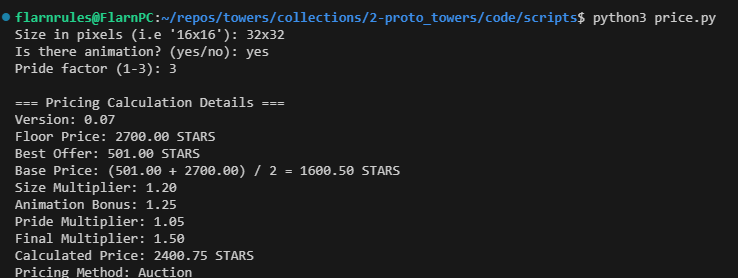 flarnrules@FlarnPC:~/repos/towers/collections/2-proto_towers/code/scripts$ python3 price.py
Size in pixels (i.e '16x16'): 32x32
Is there animation? (yes/no): yes
Pride factor (1-3): 3
=== Pricing Calculation Details ===
Version: 0.07
Floor Price: 2700.00 STARS
Best Offer: 501.00 STARS
Base Price: (501.00 + 2700.00) / 2 = 1600.50 STARS
Size Multiplier: 1.20
Animation Bonus: 1.25
Pride Multiplier: 1.05
Final Multiplier: 1.50
Calculated Price: 2400.75 STARS
Pricing Method: Auction